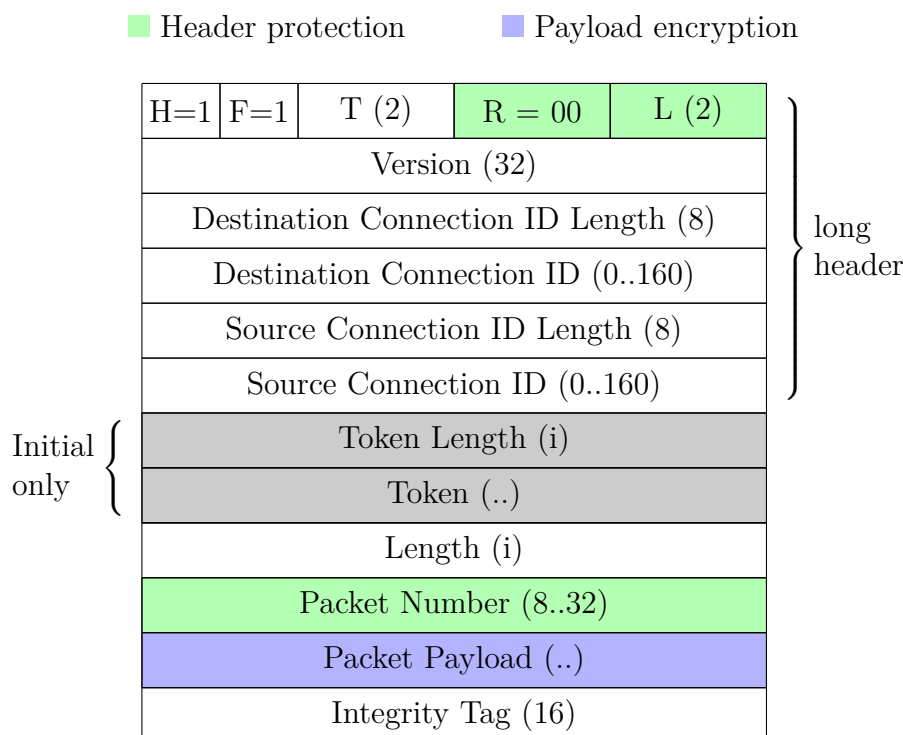 Header protection Payload encryption
H=1 F=1 T (2) R = 00 L (2)
Version (32)
Destination Connection ID Length (8)
long
Destination Connection ID (0..160)
header
Source Connection ID Length (8)
Source Connection ID (0..160)
Initial
only
Token Length (i)
Token (..)
Length (i)
Packet Number (8..32)
Packet Payload (..)
Integrity Tag (16)